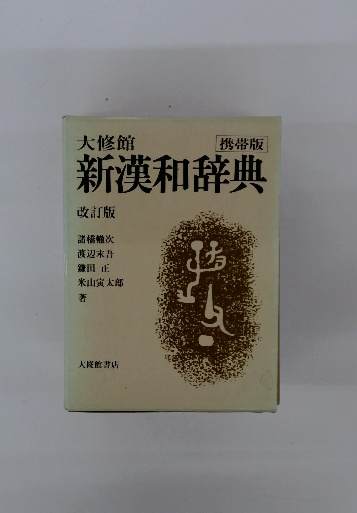 大修館
携帯版
新漢和辞典
改訂版
諸橋轍次
渡辺末吾
鎌田 正
米山寅太郎
著
大修館書店